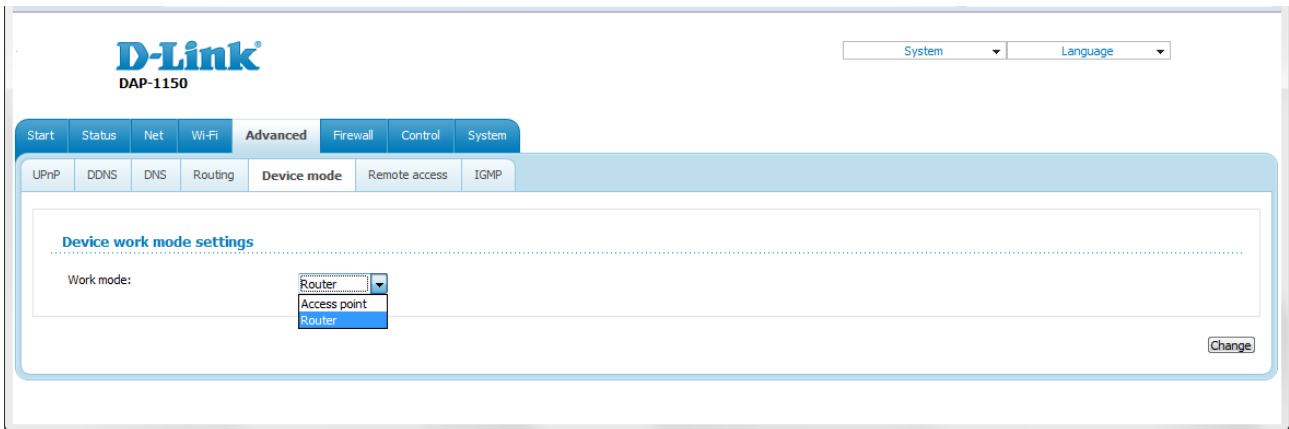 D-Link®
DAP-1150
System Language
Start Status Net Wi-Fi Advanced Firewall Control System
UPnP DDNS DNS Routing Device mode Remote access IGMP
Device work mode settings
Work mode: Router
Access point
Router
Change